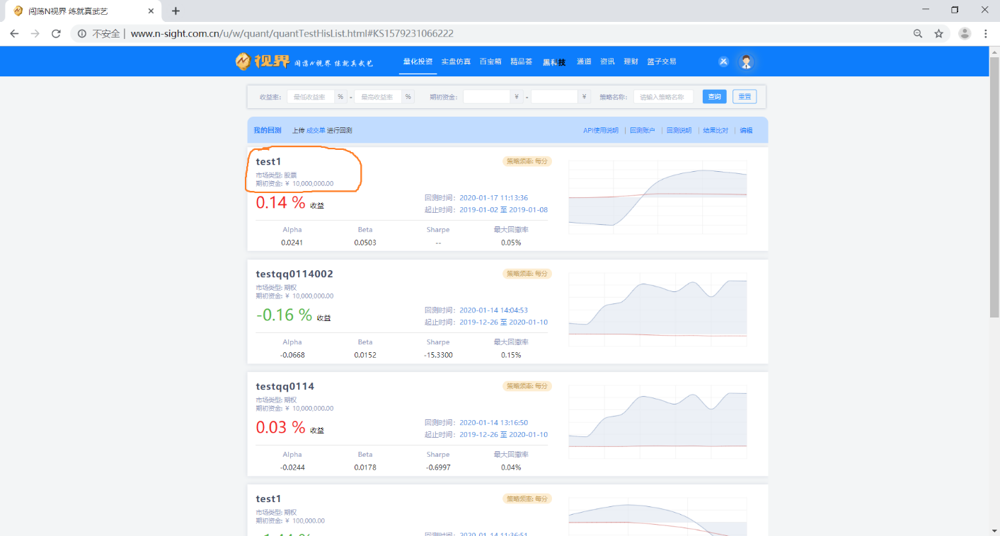 闯荡N视界 练就真武艺
不安全 | www.n-sight.com.cn/u/w/quant/quantTestHisList.html#KS1579231066222
视界 闯荡N视界 练就真武艺 量化投资 实盘仿真 百宝箱 精品荟 黑科技 通道 资讯 理财 篮子交易
收益率: 最低收益率 % - 最高收益率 % 期初资金: ¥ - ¥ 策略名称: 请输入策略名称 查询 重置
我的回测 上传 成交单 进行回测 API使用说明 | 回测账户 | 回测说明 | 结果比对 | 编辑
test1 策略频率: 每分
市场类型: 股票
期初资金: ¥ 10,000,000.00
0.14 % 收益
回测时间: 2020-01-17 11:13:36
起止时间: 2019-01-02 至 2019-01-08
Alpha Beta Sharpe 最大回撤率
0.0241 0.0503 -- 0.05%
testqq0114002 策略频率: 每分
市场类型: 期权
期初资金: ¥ 10,000,000.00
-0.16 % 收益
回测时间: 2020-01-14 14:04:53
起止时间: 2019-12-26 至 2020-01-10
Alpha Beta Sharpe 最大回撤率
-0.0668 0.0152 -15.3300 0.15%
testqq0114 策略频率: 每分
市场类型: 期权
期初资金: ¥ 10,000,000.00
0.03 % 收益
回测时间: 2020-01-14 13:16:50
起止时间: 2019-12-26 至 2020-01-10
Alpha Beta Sharpe 最大回撤率
-0.0244 0.0178 -0.6997 0.04%
test1 策略频率: 每分
市场类型: 期权
期初资金: ¥ 100,000.00